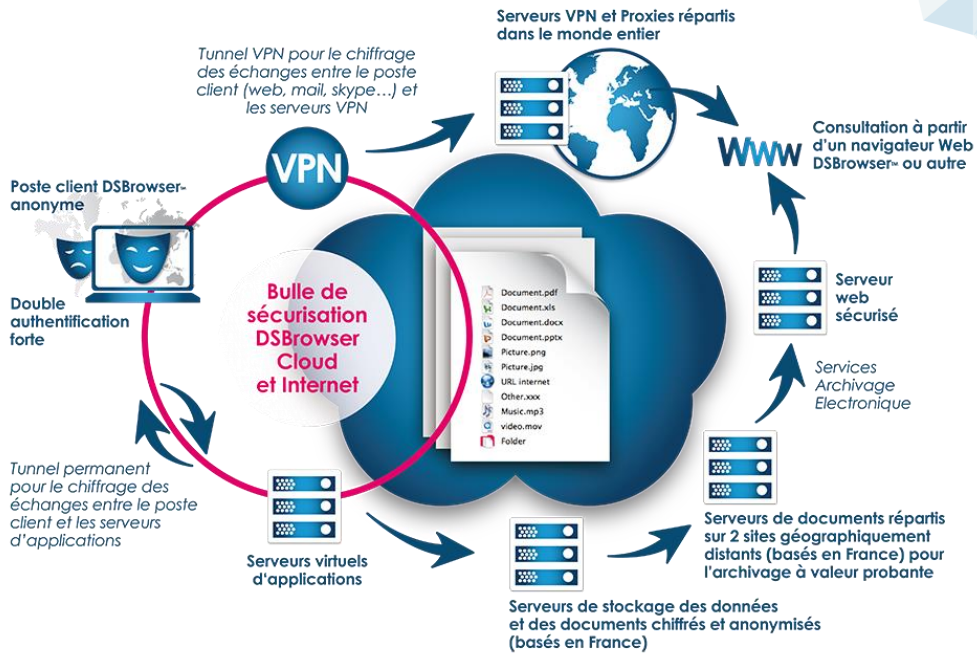 Serveurs VPN et Proxies répartis
dans le monde entier
Tunnel VPN pour le chiffrage
des échanges entre le poste
client (web, mail, skype...) et
les serveurs VPN
VPN
Www
Consultation à partir
d'un navigateur Web
DSBrowser™ ou autre
Poste client DSBrowser-
anonyme
Double
authentification
forte
Bulle de
sécurisation
DSBrowser
Cloud
et Internet
Document.pdf
Document.xls
Document.docx
Document.pptx
Picture.png
Picture.jpg
URL internet
Other.xxx
Music.mp3
video.mov
Folder
Serveur
web
sécurisé
Services
Archivage
Electronique
Tunnel permanent
pour le chiffrage des
échanges entre le poste
client et les serveurs
d'applications
Serveurs virtuels
d'applications
Serveurs de documents répartis
sur 2 sites géographiquement
distants (basés en France) pour
l'archivage à valeur probante
Serveurs de stockage des données
et des documents chiffrés et anonymisés
(basés en France)